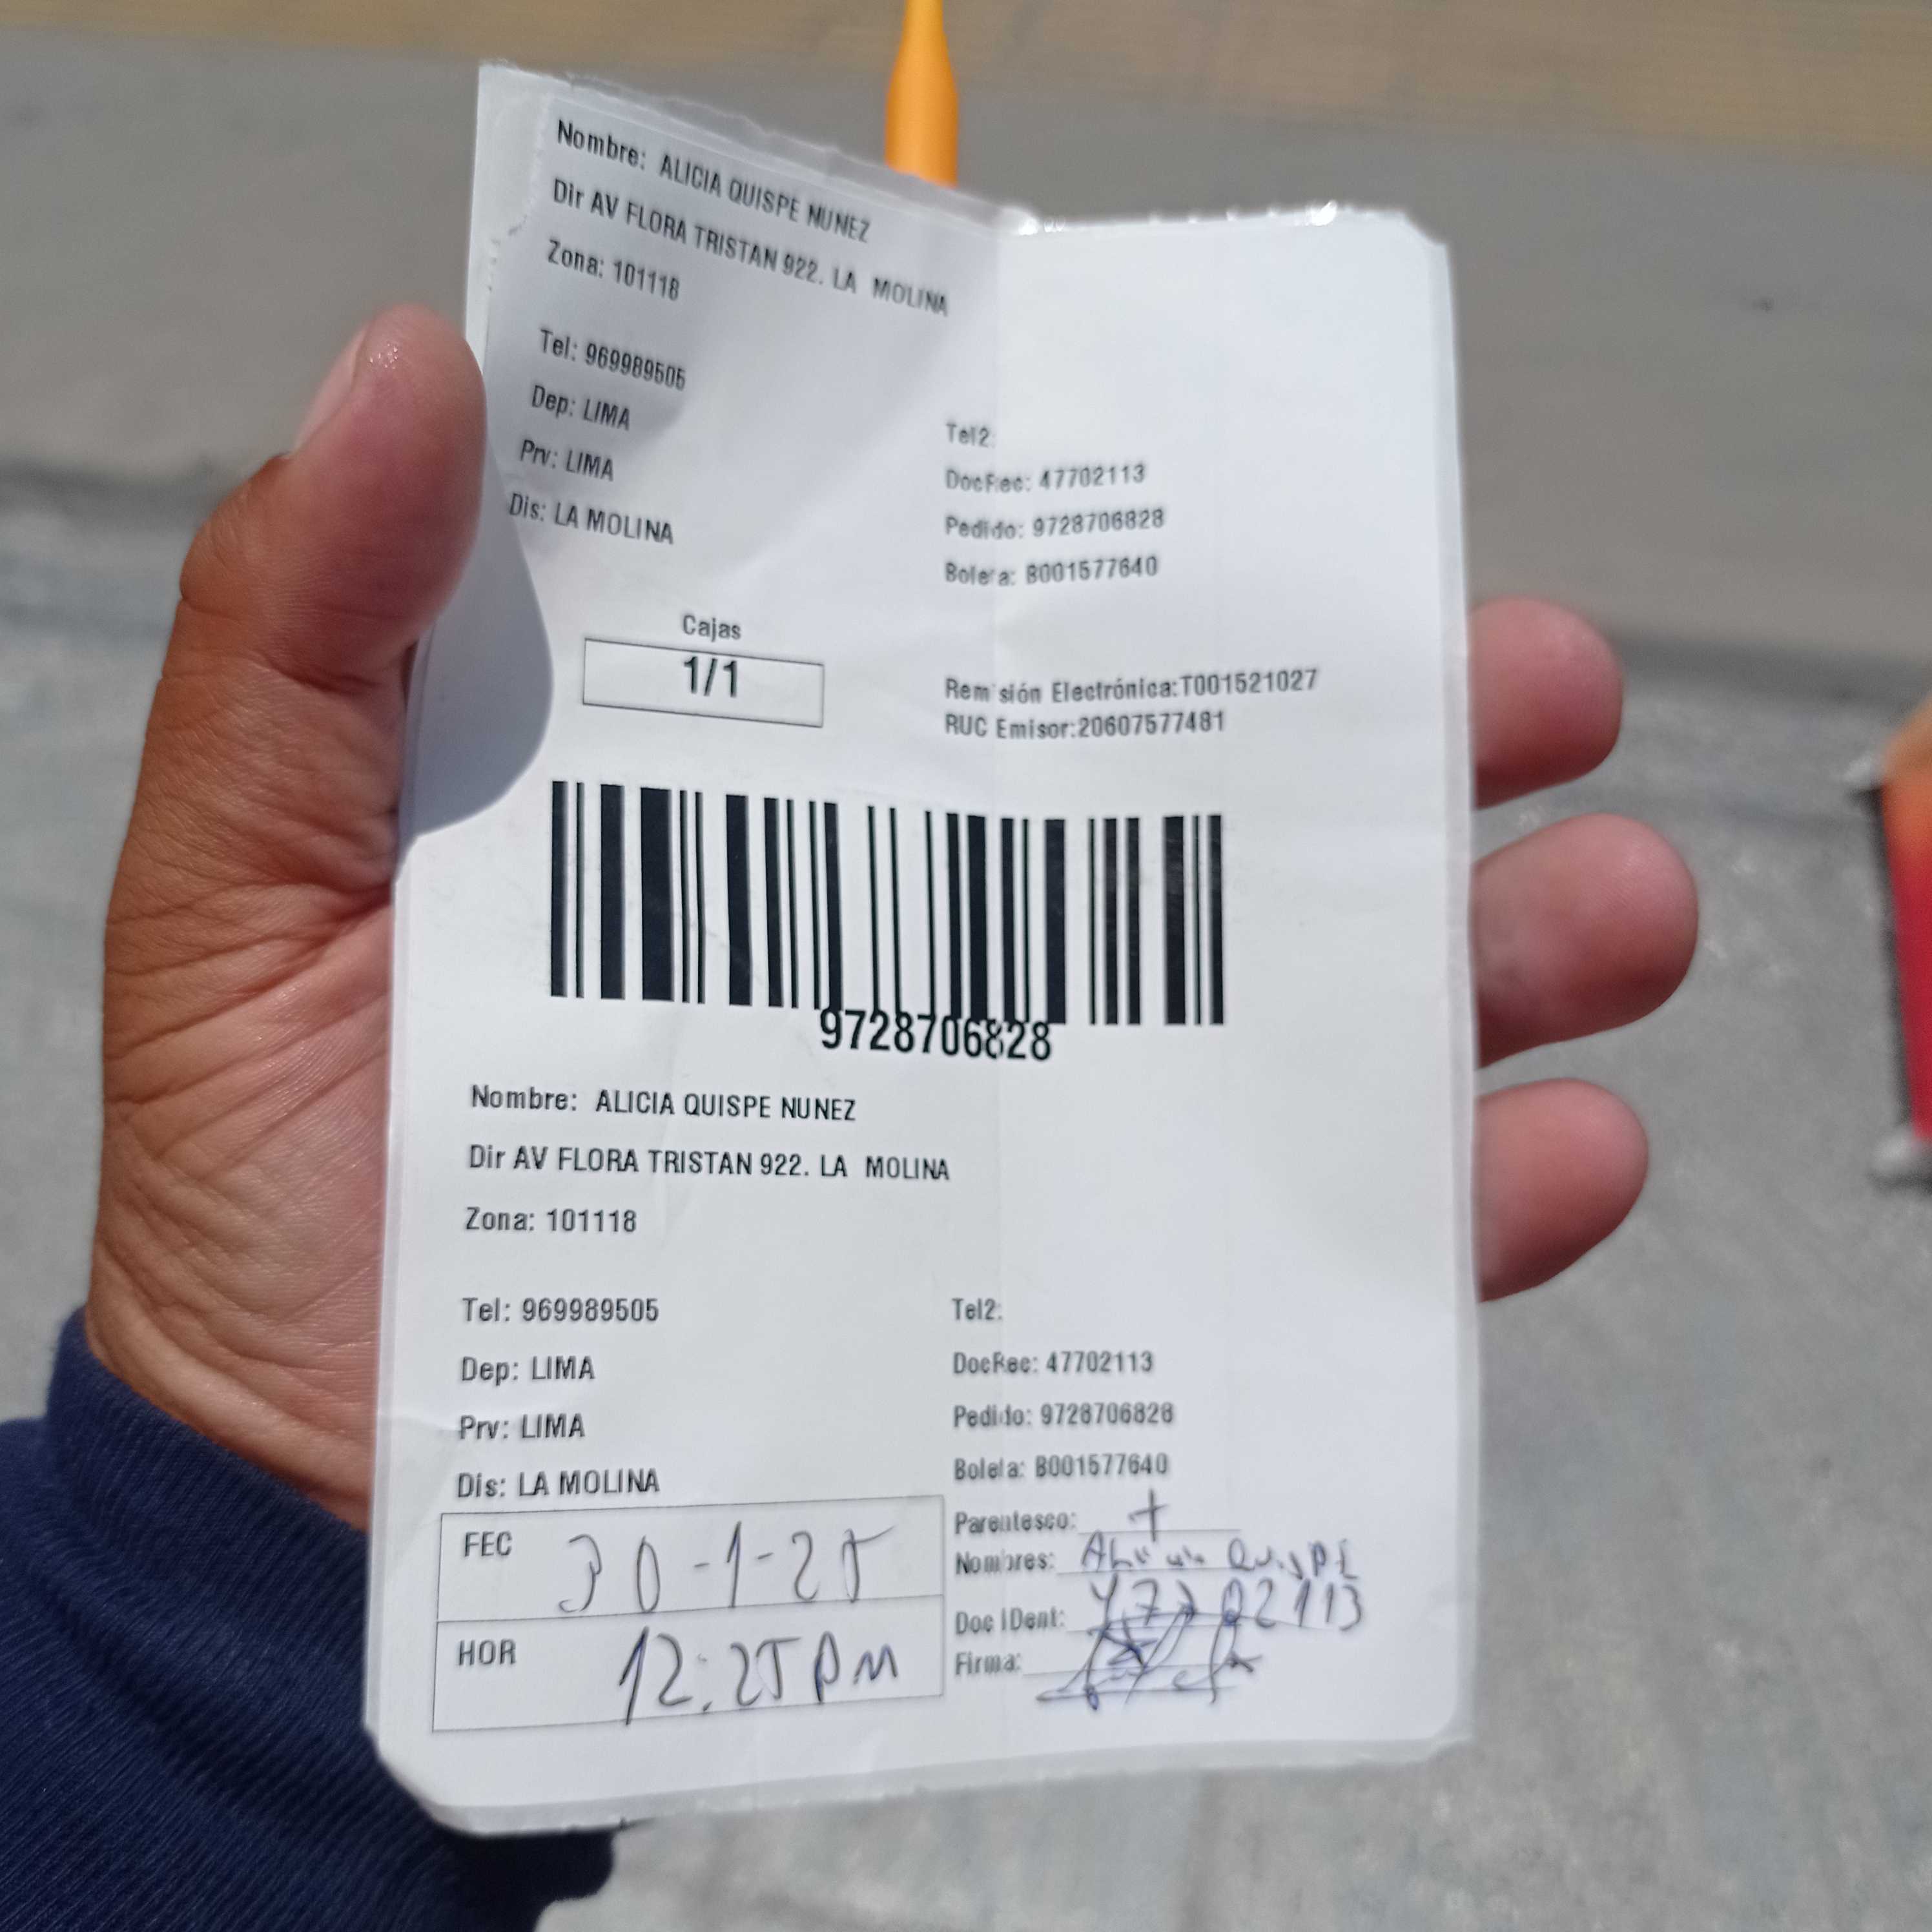 Nombre: ALICIA QUISPE NUNEZ
Dir AV FLORA TRISTAN 922. LA MOLINA
Zona: 101118
Tel: 969989505
Dep: LIMA
Prv: LIMA
Dis: LA MOLINA
Tel2:
DocRec: 47702113
Pedido: 9728706828
Boleta: B001577640
Cajas
1/1
Remisión Electrónica:T001521027
RUC Emisor:20607577481
9728706828
Nombre: ALICIA QUISPE NUNEZ
Dir AV FLORA TRISTAN 922. LA MOLINA
Zona: 101118
Tel: 969989505
Dep: LIMA
Prv: LIMA
Dis: LA MOLINA
Tel2:
DocRec: 47702113
Pedido: 9728706828
Boleta: B001577640
FEC 30-1-25
HOR 12:25 PM
Parentesco: T
Nombres: Quispe
Doc IDent: 47702113
Firma: